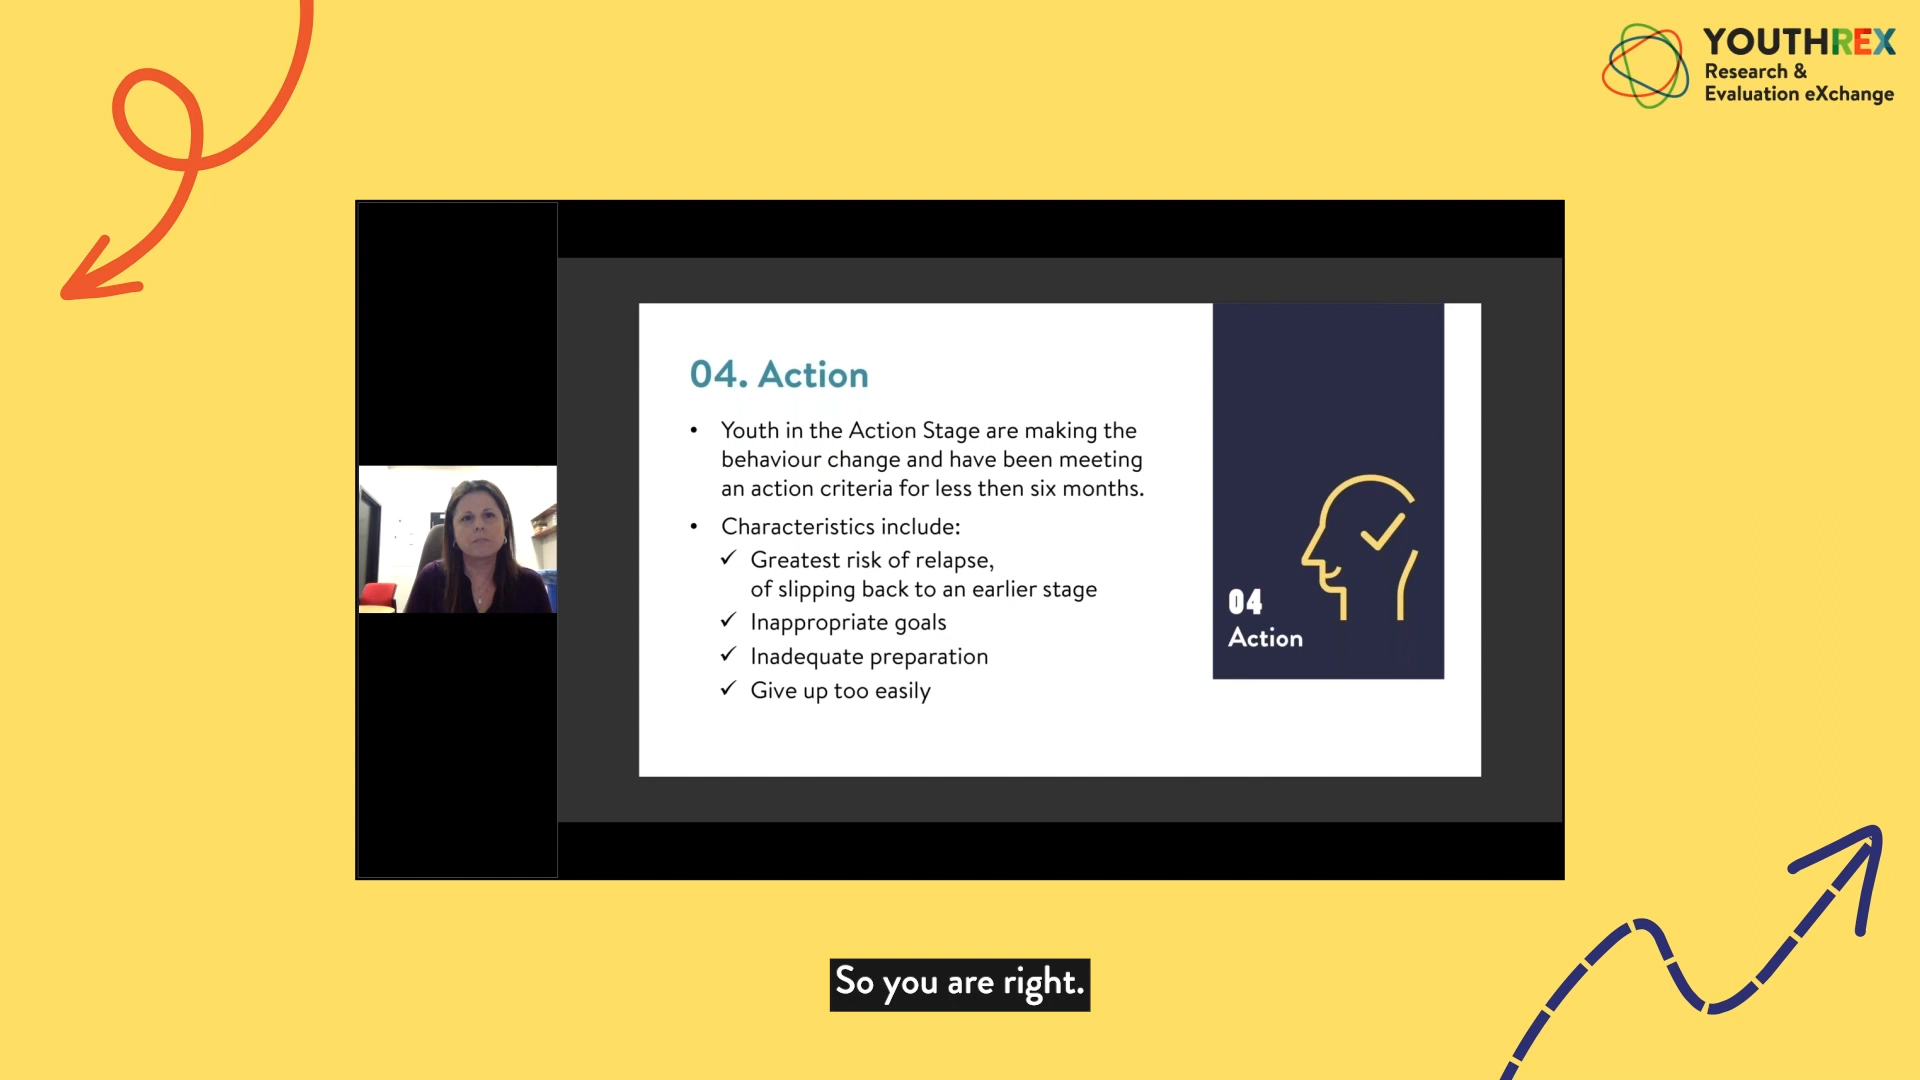 YOUTHREX
Research &
Evaluation eXchange
04. Action
• Youth in the Action Stage are making the
behaviour change and have been meeting
an action criteria for less then six months.
• Characteristics include:
✓ Greatest risk of relapse,
of slipping back to an earlier stage
✓ Inappropriate goals
✓ Inadequate preparation
✓ Give up too easily
04
Action
So you are right.